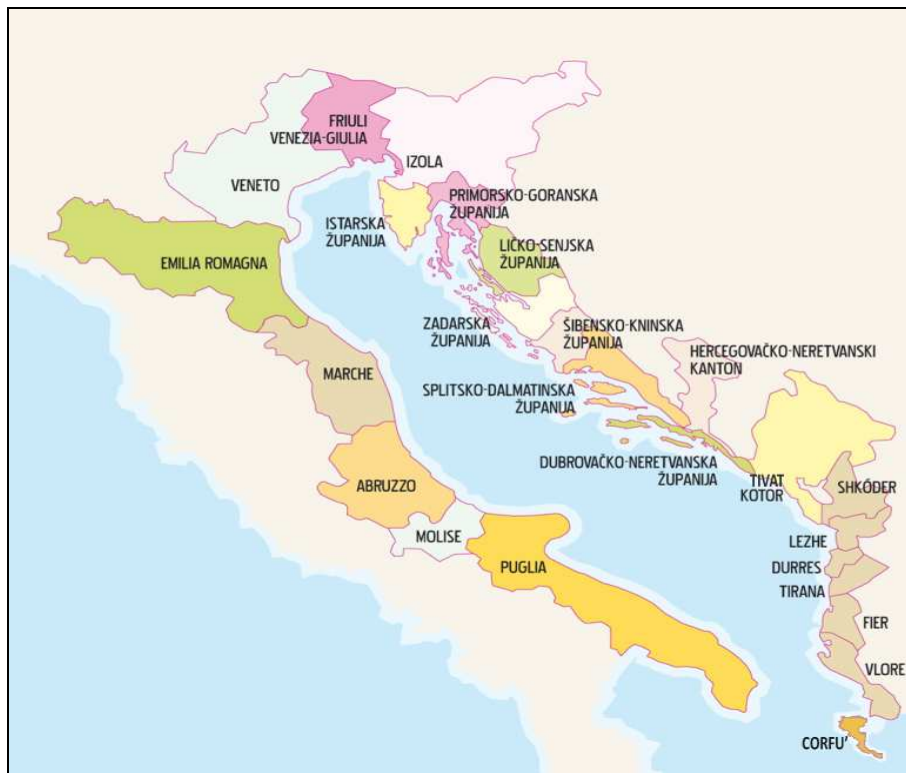 FRIULI
VENEZIA-GIULIA
IZOLA
VENETO
PRIMORSKO-GORANSKA
ŽUPANIJA
ISTARSKA
ŽUPANIJA
LIČKO-SENJSKA
ŽUPANIJA
EMILIA ROMAGNA
ZADARSKA
ŽUPANIJA
ŠIBENSKO-KNINSKA
ŽUPANIJA
HERCEGOVAČKO-NERETVANSKI
KANTON
MARCHE
SPLITSKO-DALMATINSKA
ŽUPANIJA
DUBROVAČKO-NERETVANSKA
ŽUPANIJA
TIVAT
KOTOR
SHKÓDER
ABRUZZO
MOLISE
LEZHE
PUGLIA
DURRES
TIRANA
FIER
VLORE
CORFU'